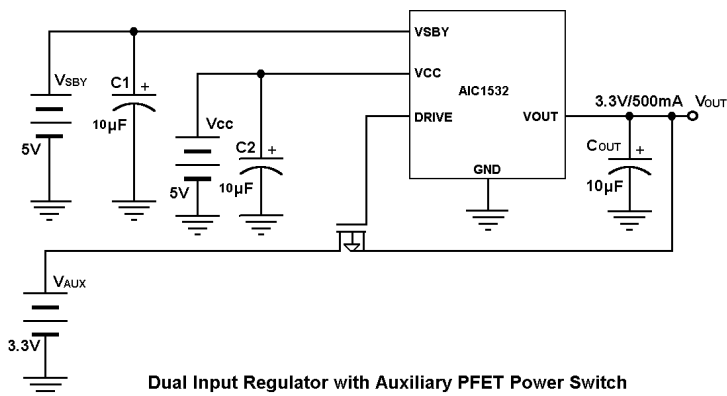 VSBY
VCC
AIC1532
DRIVE
VOUT
GND
3.3V/500mA
VOUT
COUT
+
10µF
VSBY
C1
+
10µF
5V
VCC
C2
+
10µF
5V
VAUX
3.3V
Dual Input Regulator with Auxiliary PFET Power Switch